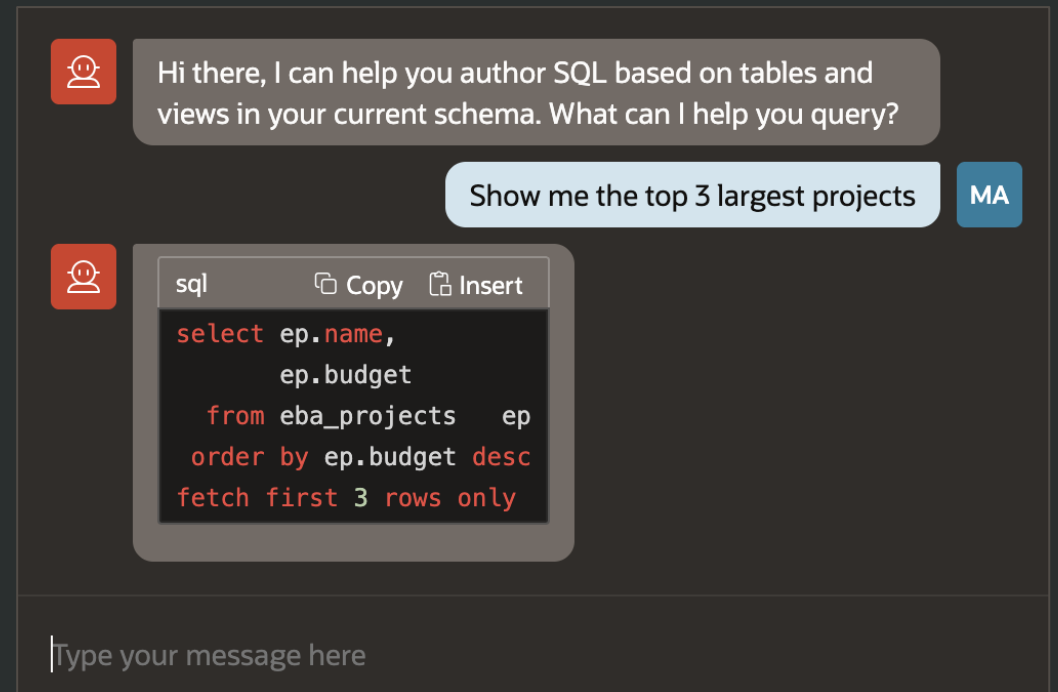 Hi there, I can help you author SQL based on tables and
views in your current schema. What can I help you query?
Show me the top 3 largest projects
MA
sql Copy Insert
select ep.name,
       ep.budget
  from eba_projects   ep
 order by ep.budget desc
fetch first 3 rows only
Type your message here